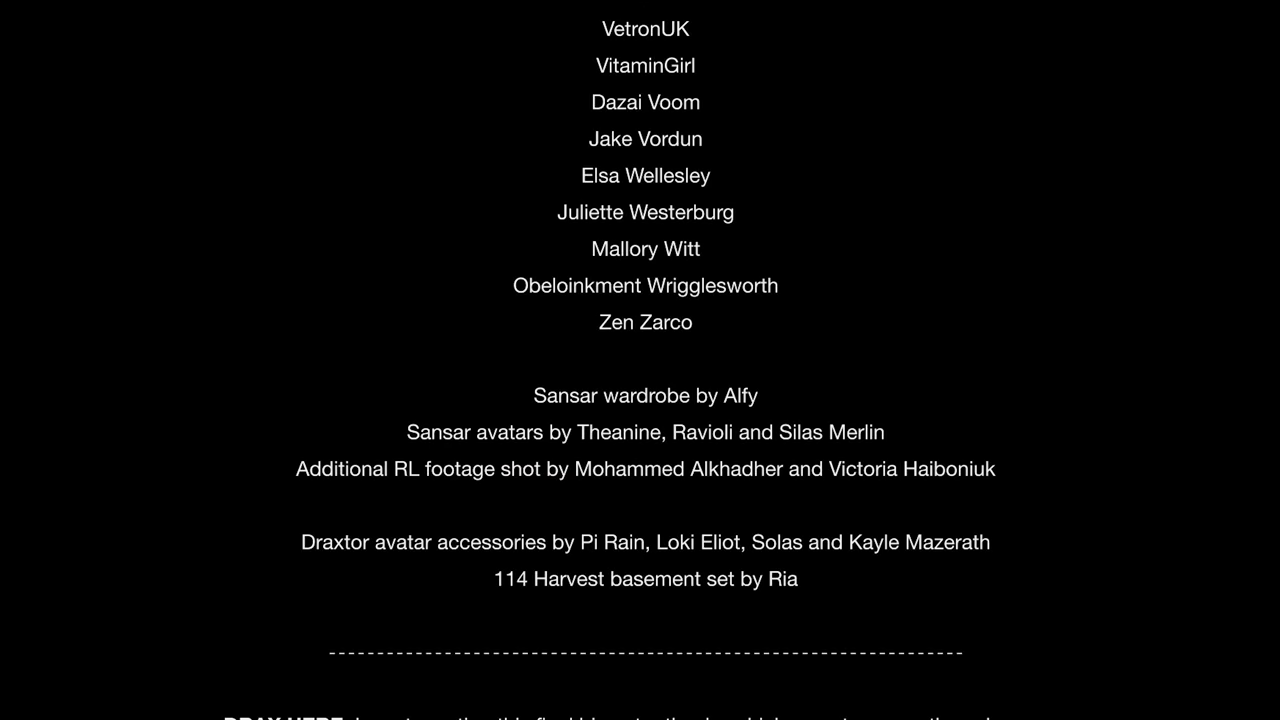 VetronUK
VitaminGirl
Dazai Voom
Jake Vordun
Elsa Wellesley
Juliette Westerburg
Mallory Witt
Obeloinkment Wrigglesworth
Zen Zarco
Sansar wardrobe by Alfy
Sansar avatars by Theanine, Ravioli and Silas Merlin
Additional RL footage shot by Mohammed Alkhadher and Victoria Haiboniuk
Draxtor avatar accessories by Pi Rain, Loki Eliot, Solas and Kayle Mazerath
114 Harvest basement set by Ria
-----------------------------------------------------
DRAX HERE